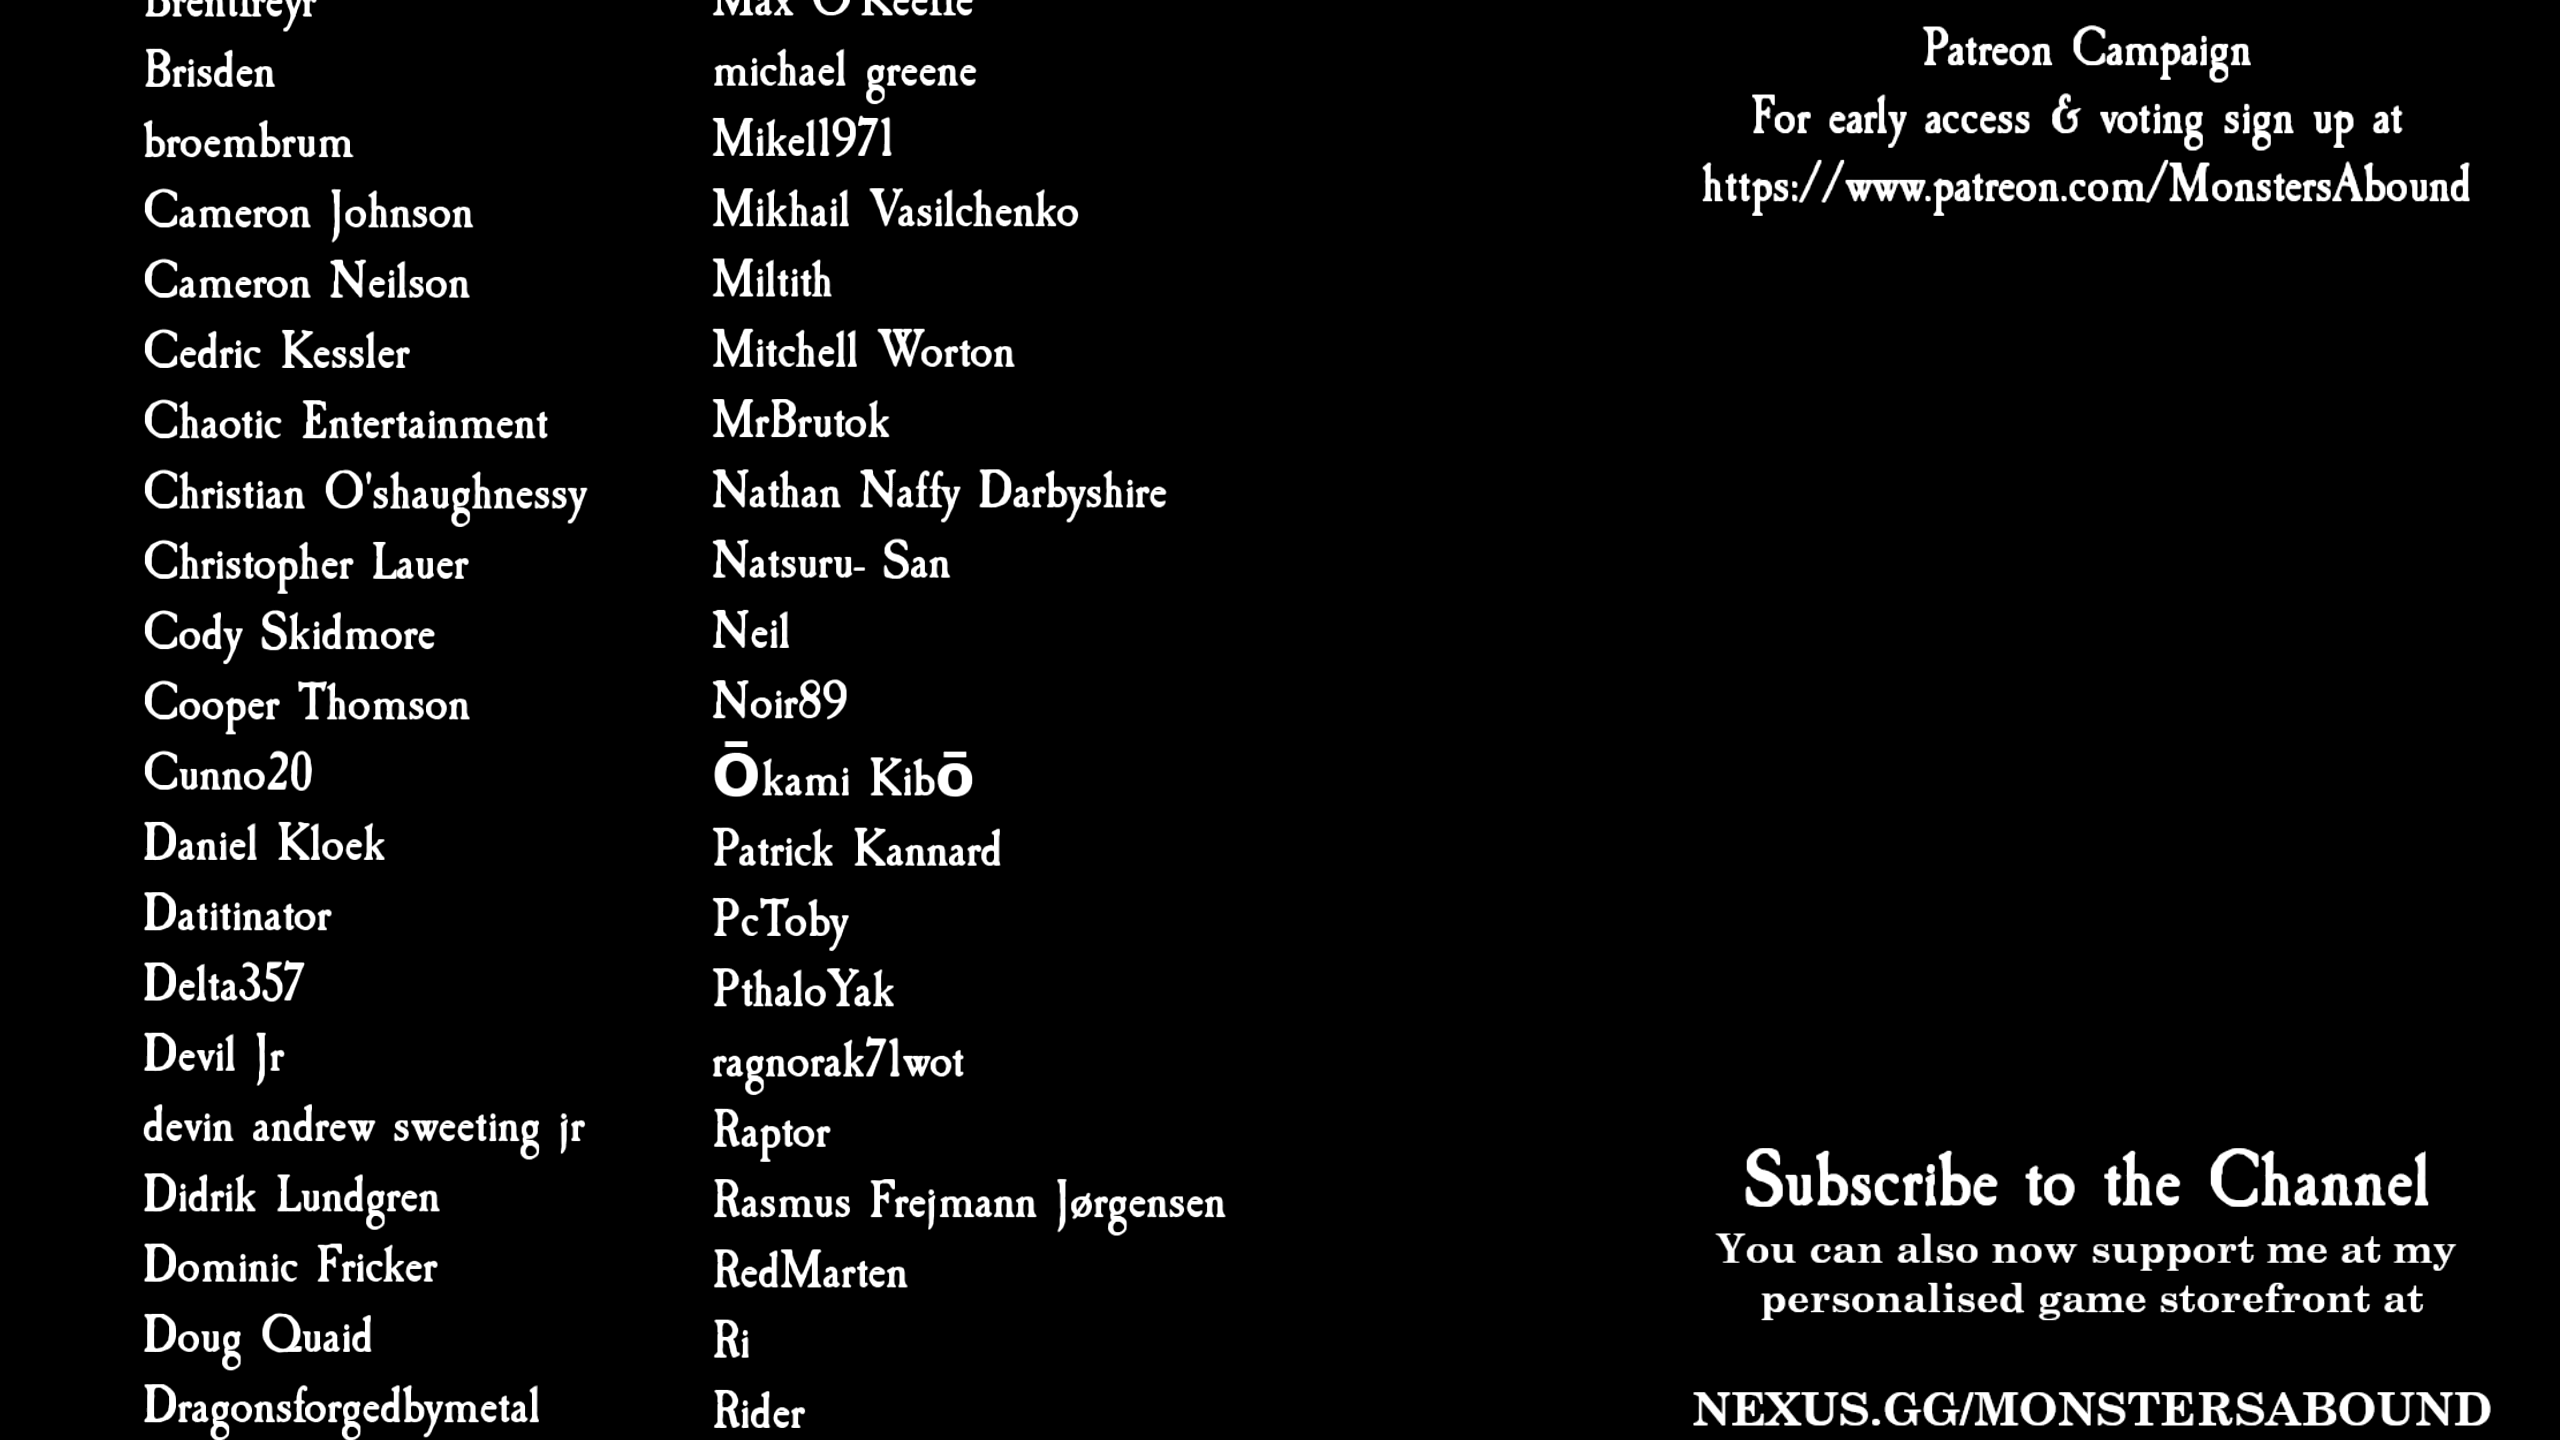 Brisden
broembrum
Cameron Johnson
Cameron Neilson
Cedric Kessler
Chaotic Entertainment
Christian O'shaughnessy
Christopher Lauer
Cody Skidmore
Cooper Thomson
Cunno20
Daniel Kloek
Datitinator
Delta357
Devil Jr
devin andrew sweeting jr
Didrik Lundgren
Dominic Fricker
Doug Quaid
Dragonsforgedbymetal
Max O'Keefe
michael greene
Mikel1971
Mikhail Vasilchenko
Miltith
Mitchell Worton
MrBrutok
Nathan Naffy Darbyshire
Natsuru- San
Neil
Noir89
Ōkami Kibō
Patrick Kannard
PcToby
PthaloYak
ragnorak71wot
Raptor
Rasmus Frejmann Jørgensen
RedMarten
Ri
Rider
Patreon Campaign
For early access & voting sign up at
https://www.patreon.com/MonstersAbound
Subscribe to the Channel
You can also now support me at my
personalised game storefront at
NEXUS.GG/MONSTERSABOUND